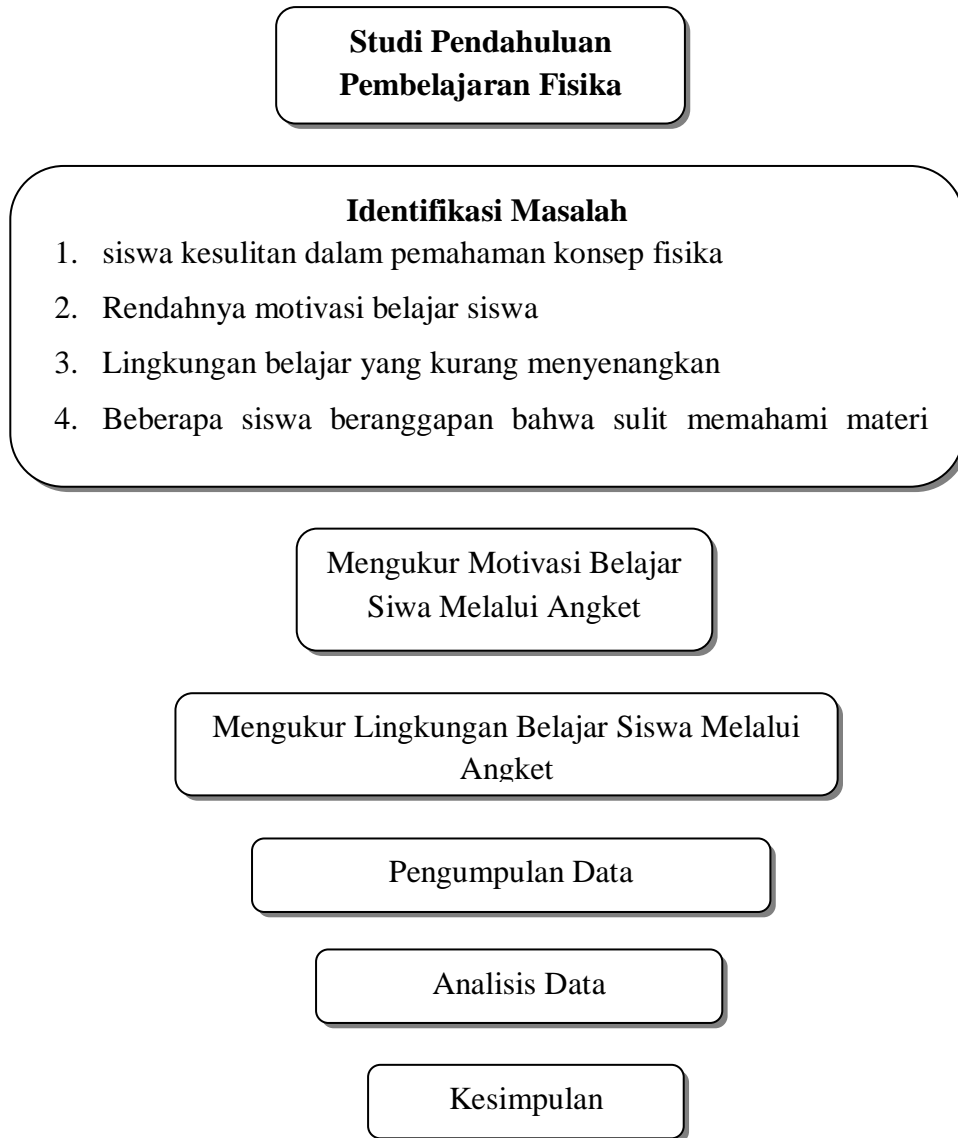 Studi Pendahuluan
Pembelajaran Fisika
Identifikasi Masalah
1. siswa kesulitan dalam pemahaman konsep fisika
2. Rendahnya motivasi belajar siswa
3. Lingkungan belajar yang kurang menyenangkan
4. Beberapa siswa beranggapan bahwa sulit memahami materi
Mengukur Motivasi Belajar
Siwa Melalui Angket
Mengukur Lingkungan Belajar Siswa Melalui
Angket
Pengumpulan Data
Analisis Data
Kesimpulan